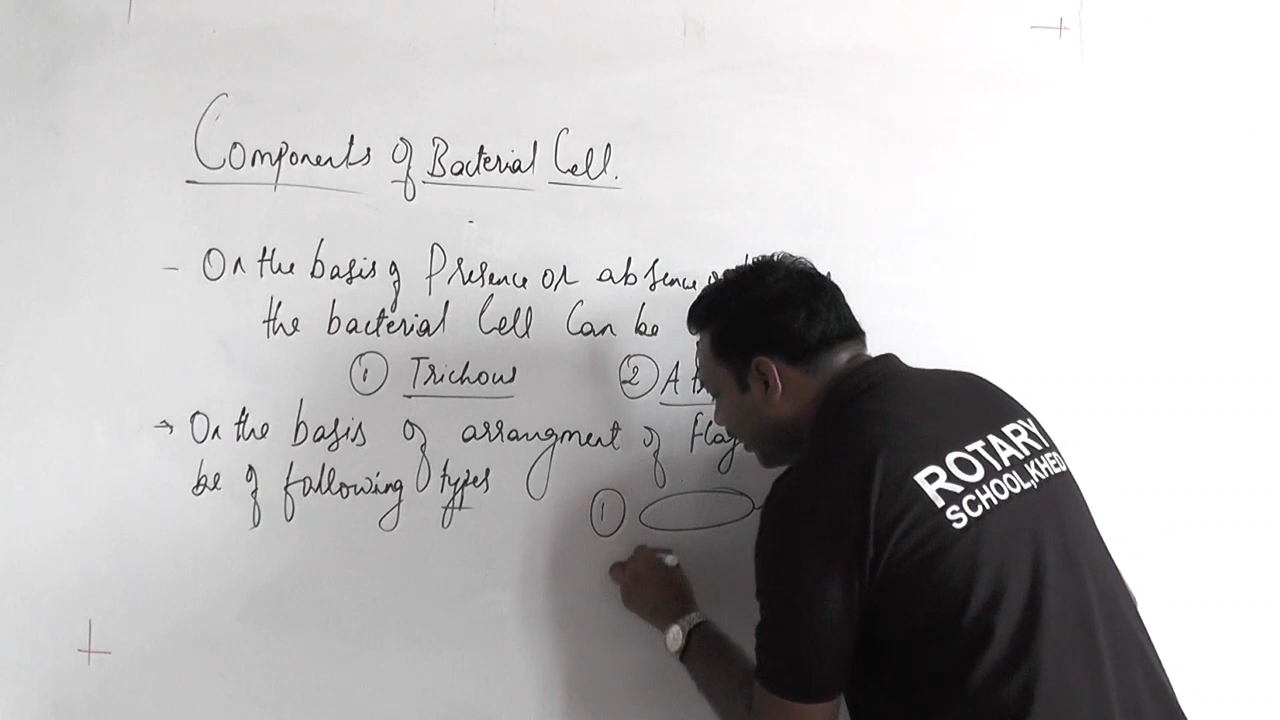 Components of Bacterial Cell.
- On the basis of Presence or absence
the bacterial Cell Can be
① Trichous ② A
→ On the basis of arrangment of flag
be of following types
①
ROTARY
SCHOOL,KHED